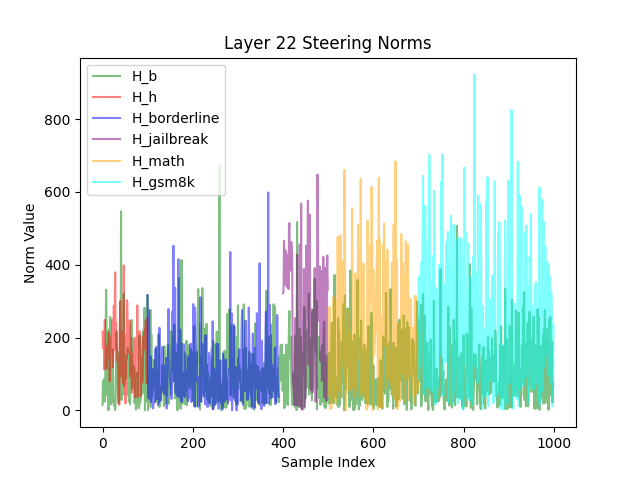 Layer 22 Steering Norms
H_b
H_h
H_borderline
H_jailbreak
H_math
H_gsm8k
Norm Value
800
600
400
200
0
0
200
400
600
800
1000
Sample Index